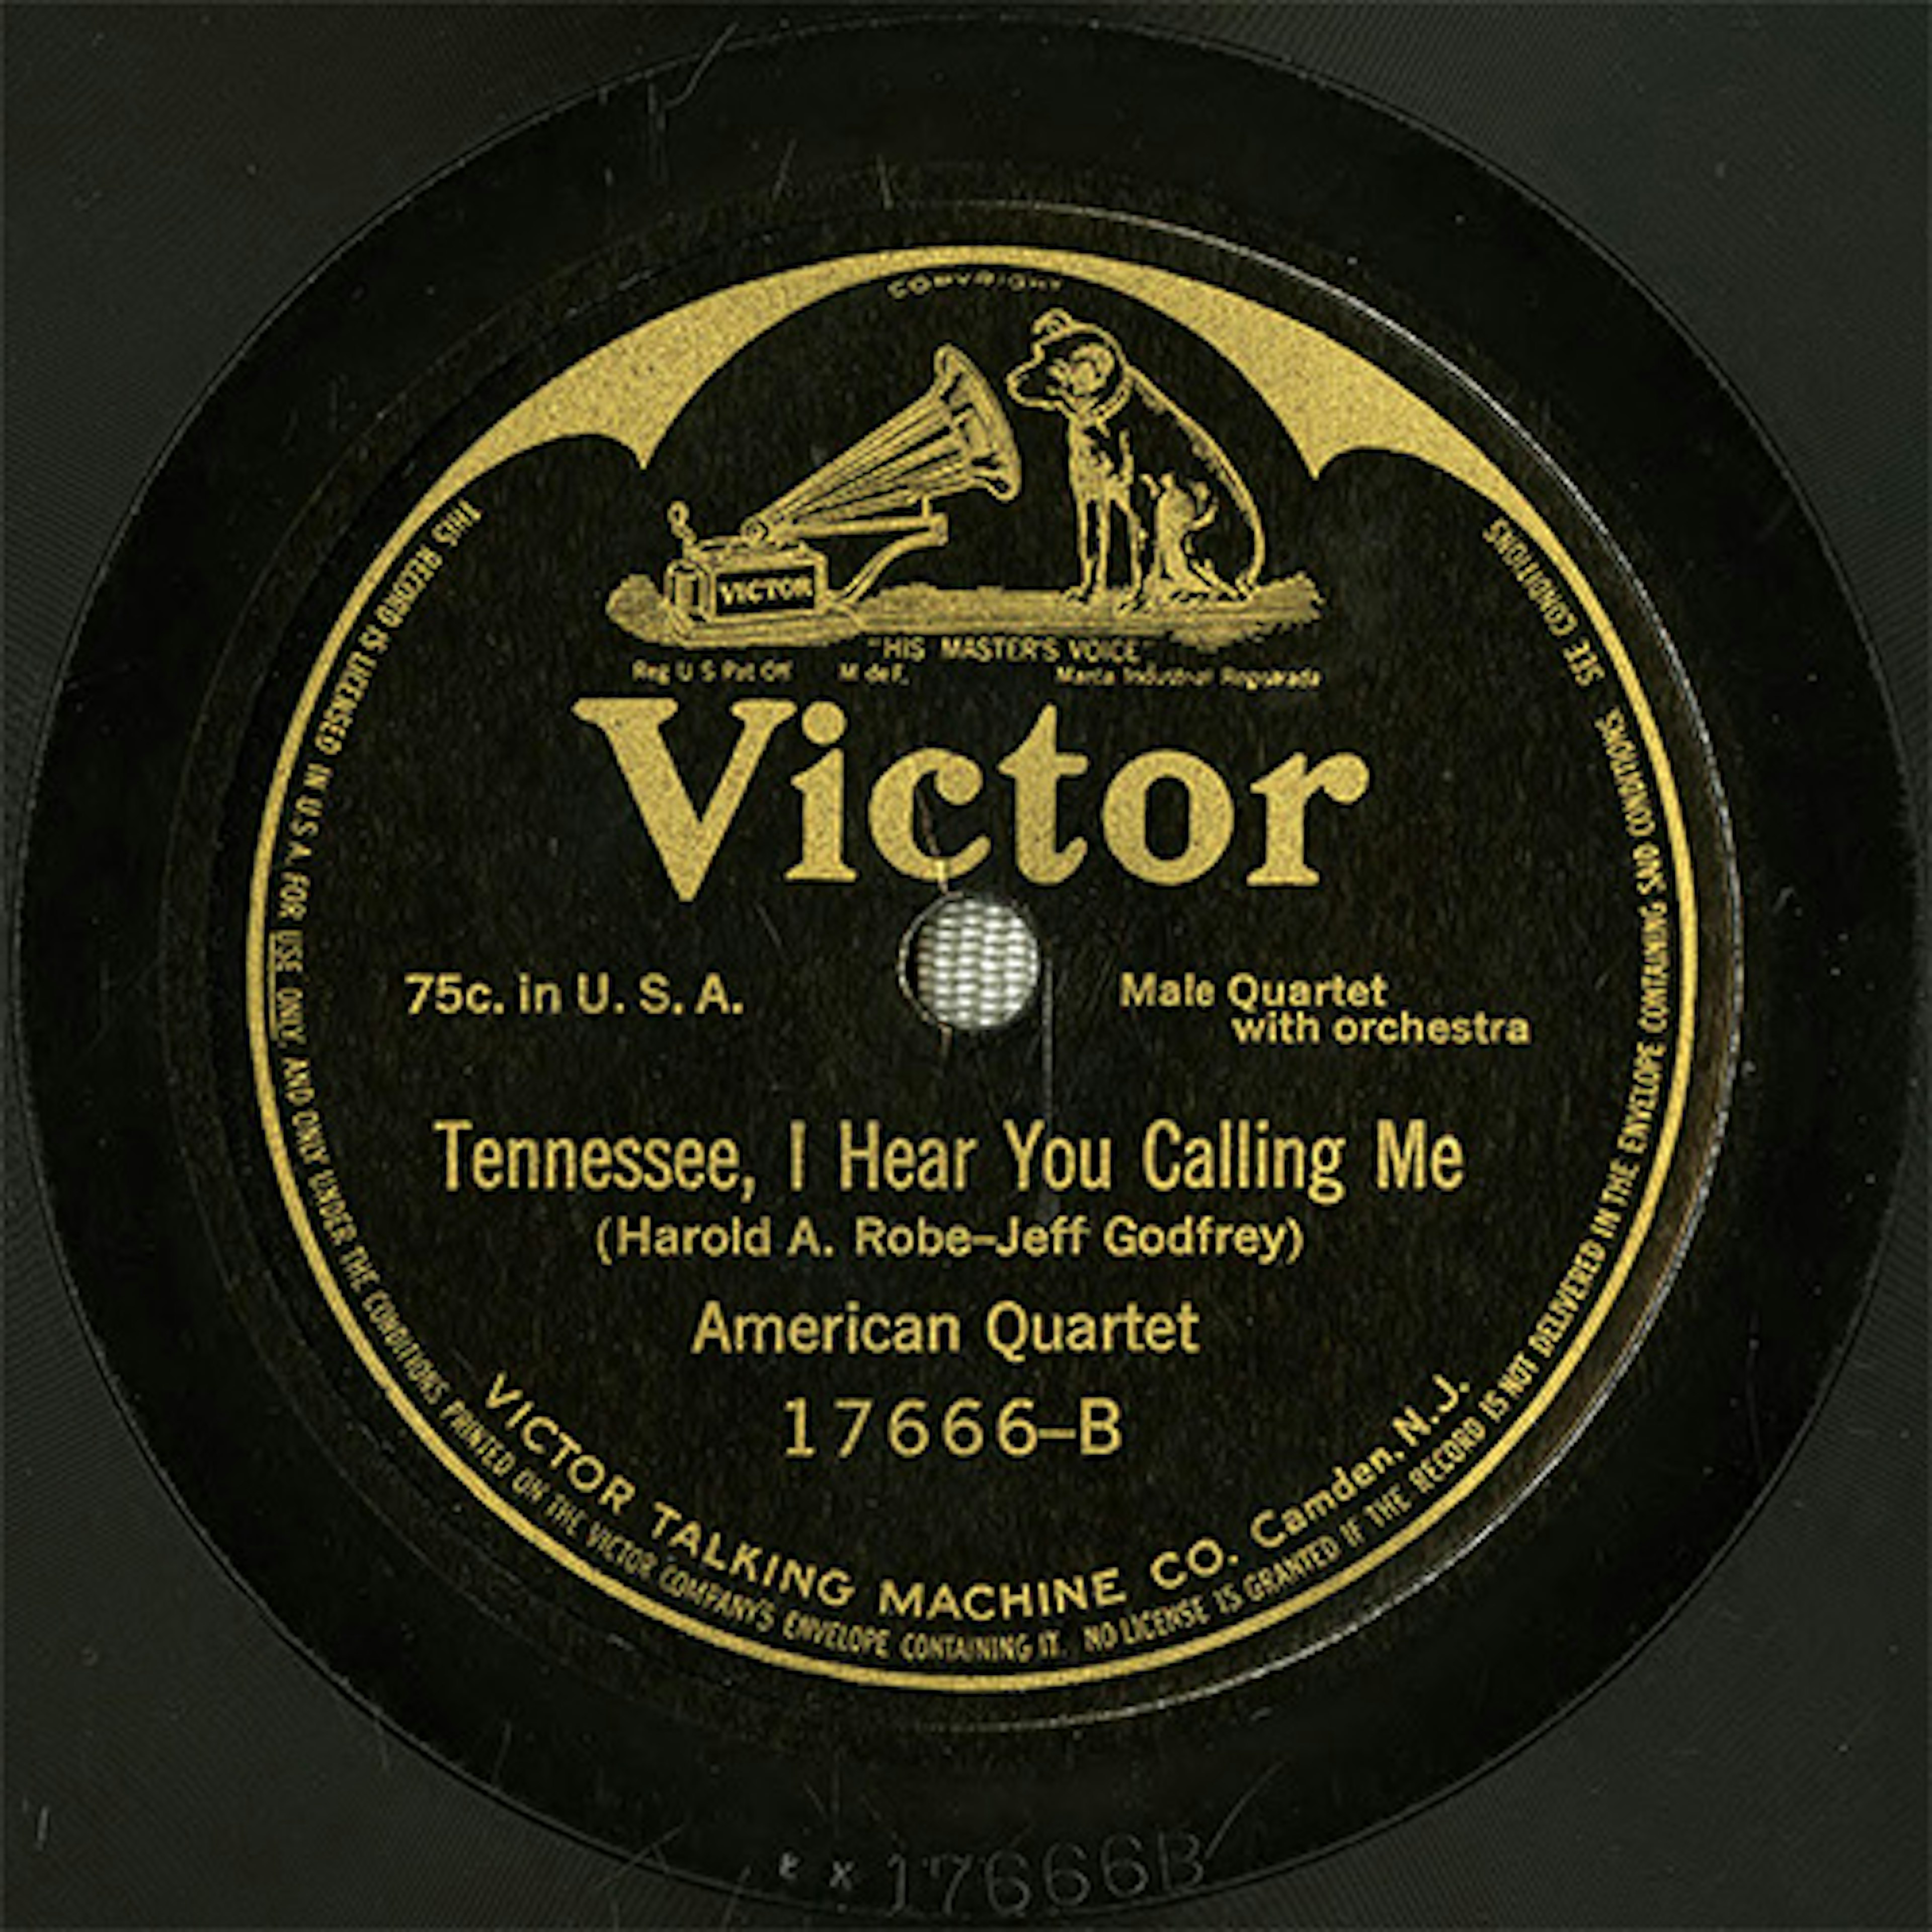 COPYRIGHT
VICTOR
"HIS MASTER'S VOICE"
Reg U S Pat Off M de F. Marca Industrial Registrada
Victor
75c. in U. S. A.
Male Quartet
with orchestra
Tennessee, I Hear You Calling Me
(Harold A. Robe–Jeff Godfrey)
American Quartet
17666–B
VICTOR TALKING MACHINE CO. Camden, N.J.
THIS RECORD IS LICENSED IN U.S.A. FOR USE ONLY AND ONLY UNDER THE CONDITIONS PRINTED ON THE VICTOR COMPANY'S ENVELOPE CONTAINING IT. NO LICENSE IS GRANTED IF THE RECORD IS NOT DELIVERED IN THE ENVELOPE CONTAINING SAID CONDITIONS. SEE CONDITIONS
17666B